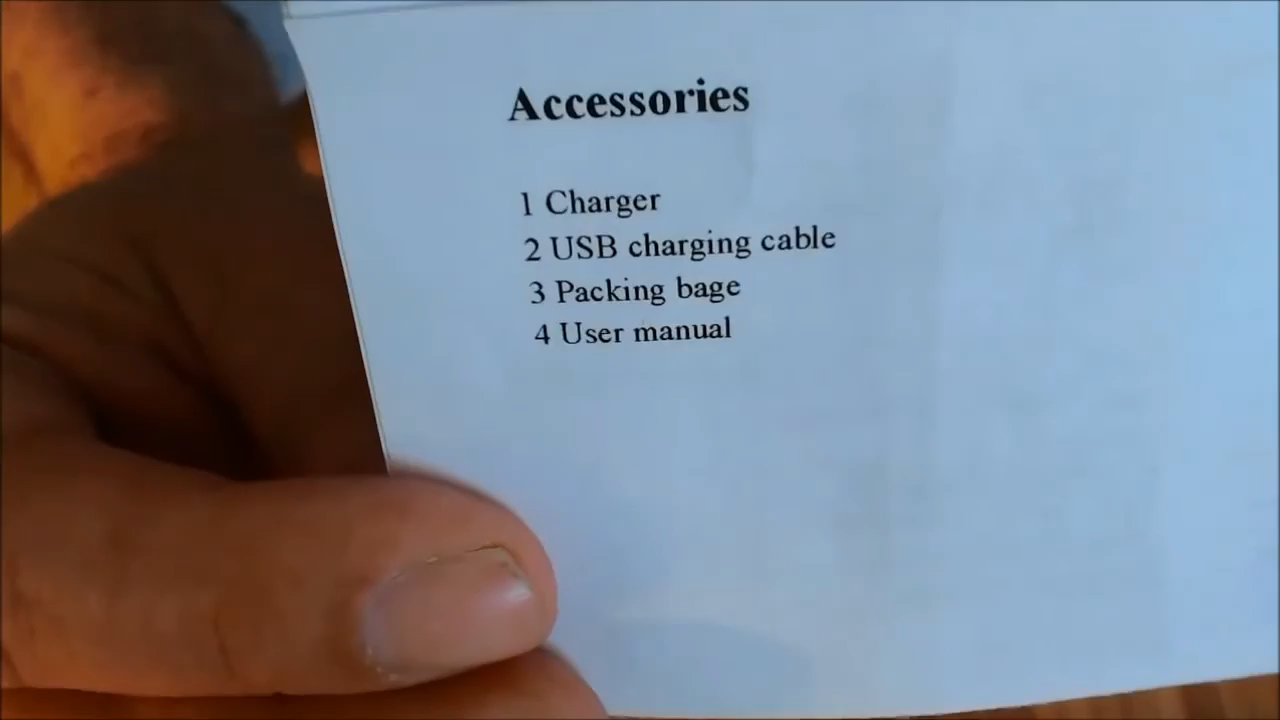 Accessories
1 Charger
2 USB charging cable
3 Packing bage
4 User manual